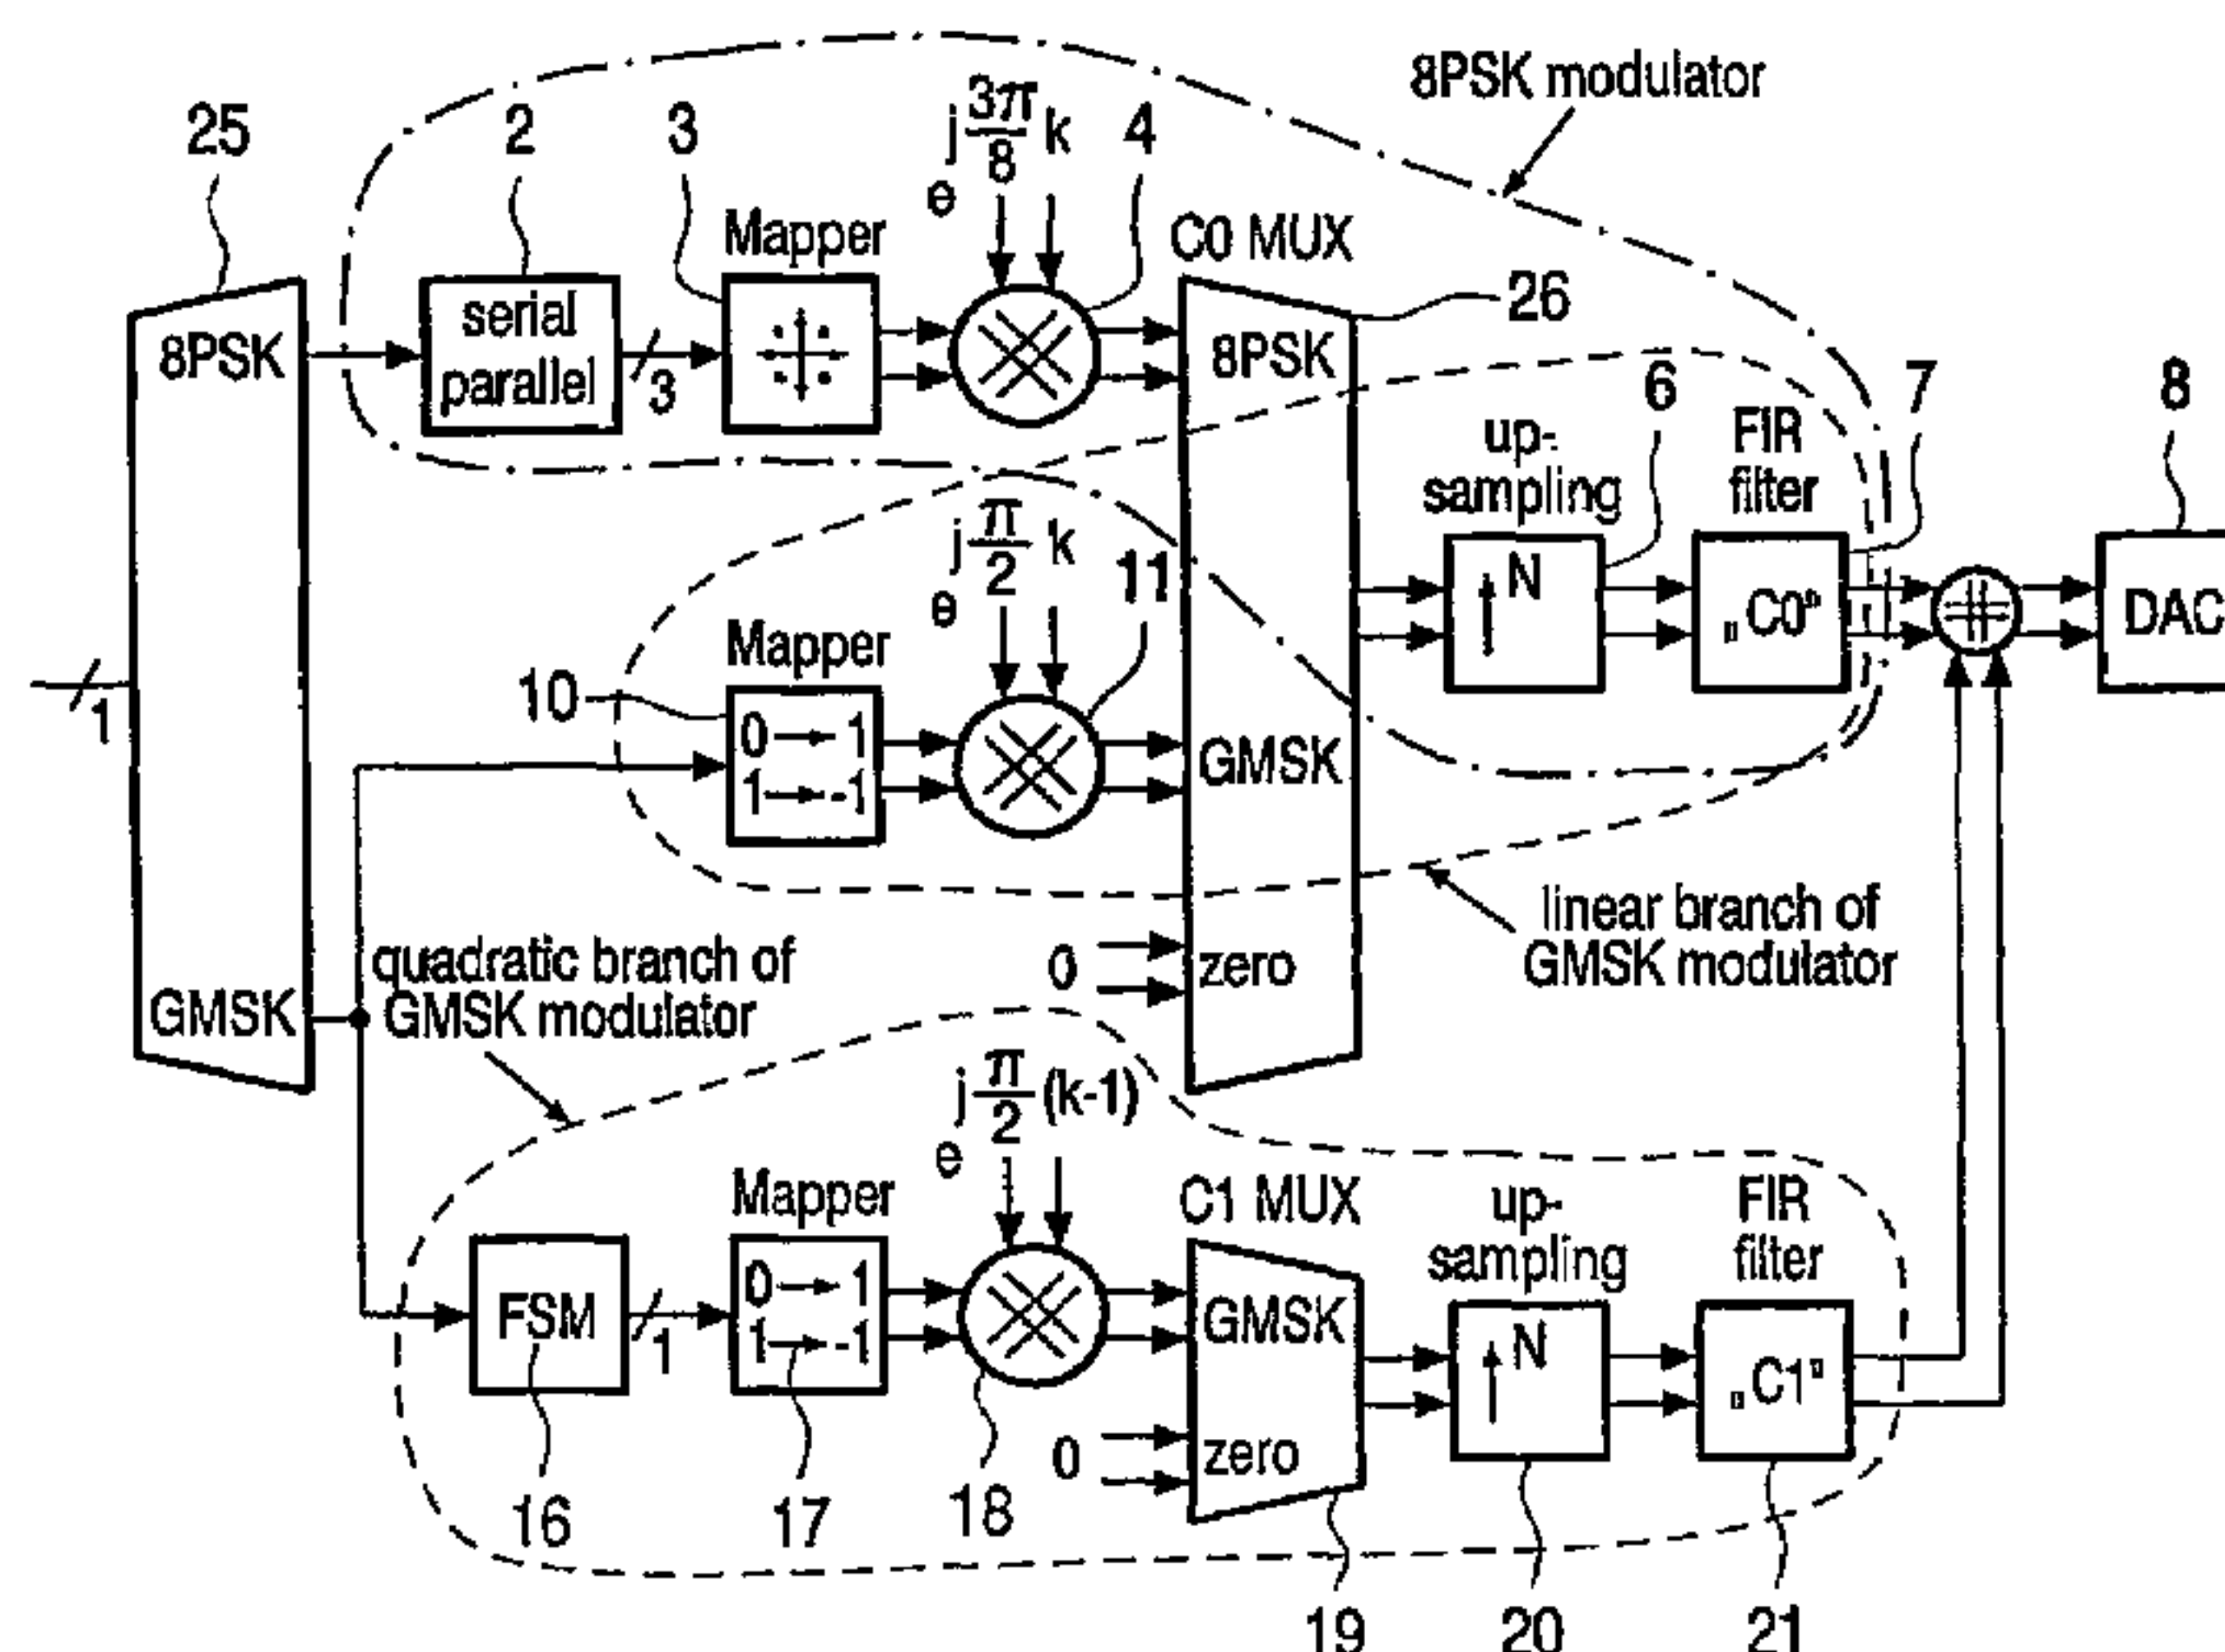 8PSK modulator
25
2
3
e j 3π/8 k
4
Mapper
C0 MUX
26
8PSK
serial
parallel
3
8PSK
6
7
8
up-
sampling
FIR
filter
e j π/2 k
11
N
„C0"
DAC
1
Mapper
10
0 → 1
1 → -1
GMSK
linear branch of
GMSK modulator
0
zero
quadratic branch of
GMSK modulator
GMSK
e j π/2 (k-1)
Mapper
C1 MUX
up-
sampling
FIR
filter
FSM
1
0 → 1
1 → -1
GMSK
N
„C1"
0
zero
16
17
18
19
20
21